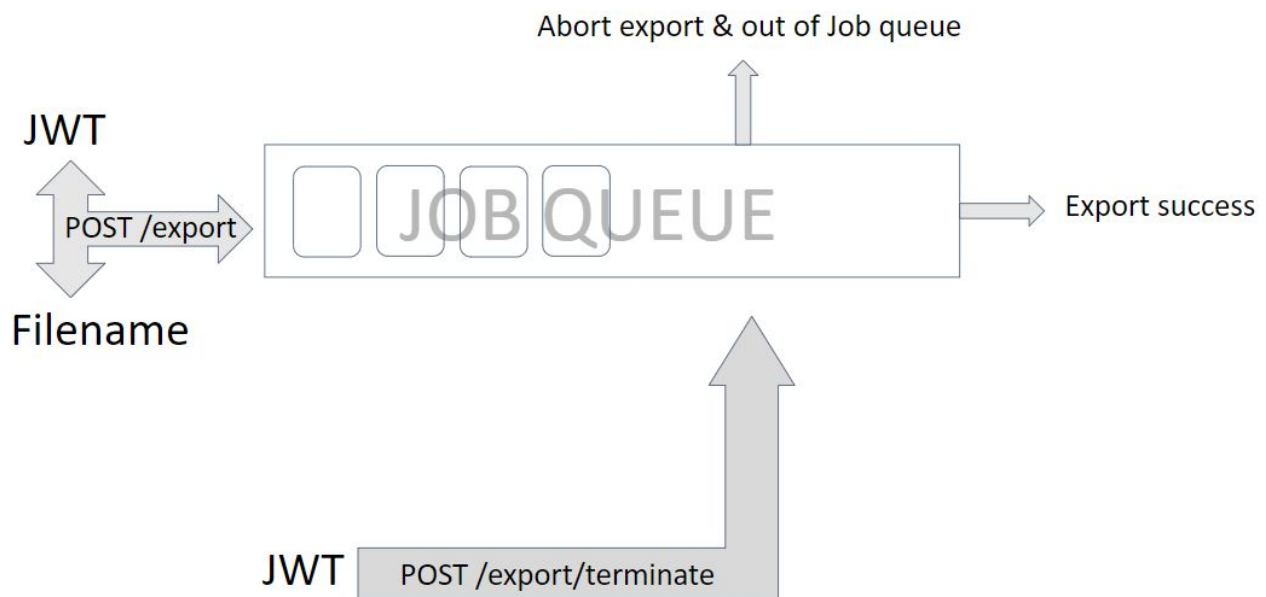 Abort export & out of Job queue
JWT
POST /export
JOB QUEUE
Export success
Filename
JWT
POST /export/terminate